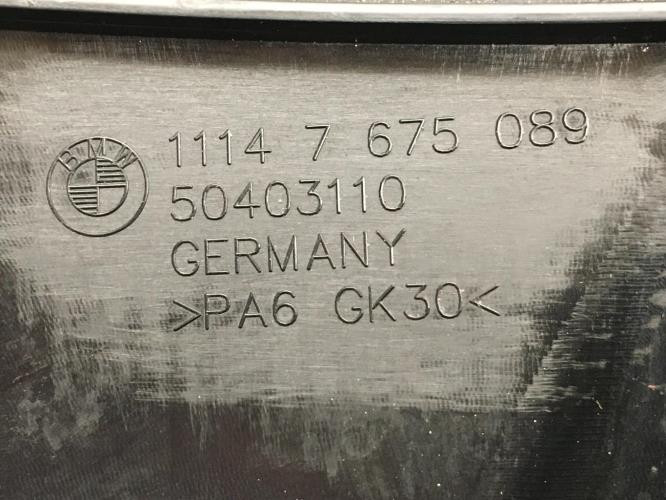 BMW
1114 7 675 089
50403110
GERMANY
>PA6 GK30<